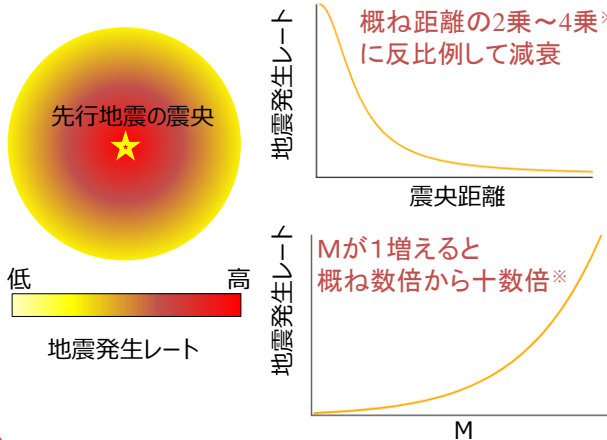 先行地震の震央
低
高
地震発生レート
地震発生レート
概ね距離の2乗～4乗※
に反比例して減衰
震央距離
地震発生レート
Mが1増えると
概ね数倍から十数倍※
M